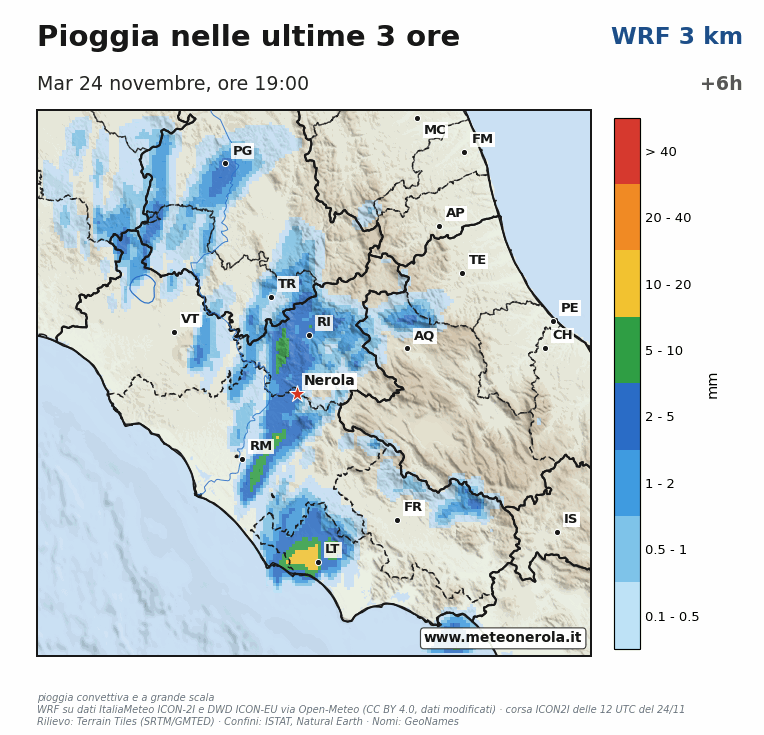 Pioggia nelle ultime 3 ore
WRF 3 km
Mar 24 novembre, ore 19:00
+6h
MC
FM
PG
AP
TE
TR
PE
VT
RI
AQ
CH
Nerola
RM
FR
IS
LT
www.meteonerola.it
> 40
20 - 40
10 - 20
5 - 10
mm
2 - 5
1 - 2
0.5 - 1
0.1 - 0.5
pioggia convettiva e a grande scala
WRF su dati ItaliaMeteo ICON-2I e DWD ICON-EU via Open-Meteo (CC BY 4.0, dati modificati) · corsa ICON2I delle 12 UTC del 24/11
Rilievo: Terrain Tiles (SRTM/GMTED) · Confini: ISTAT, Natural Earth · Nomi: GeoNames